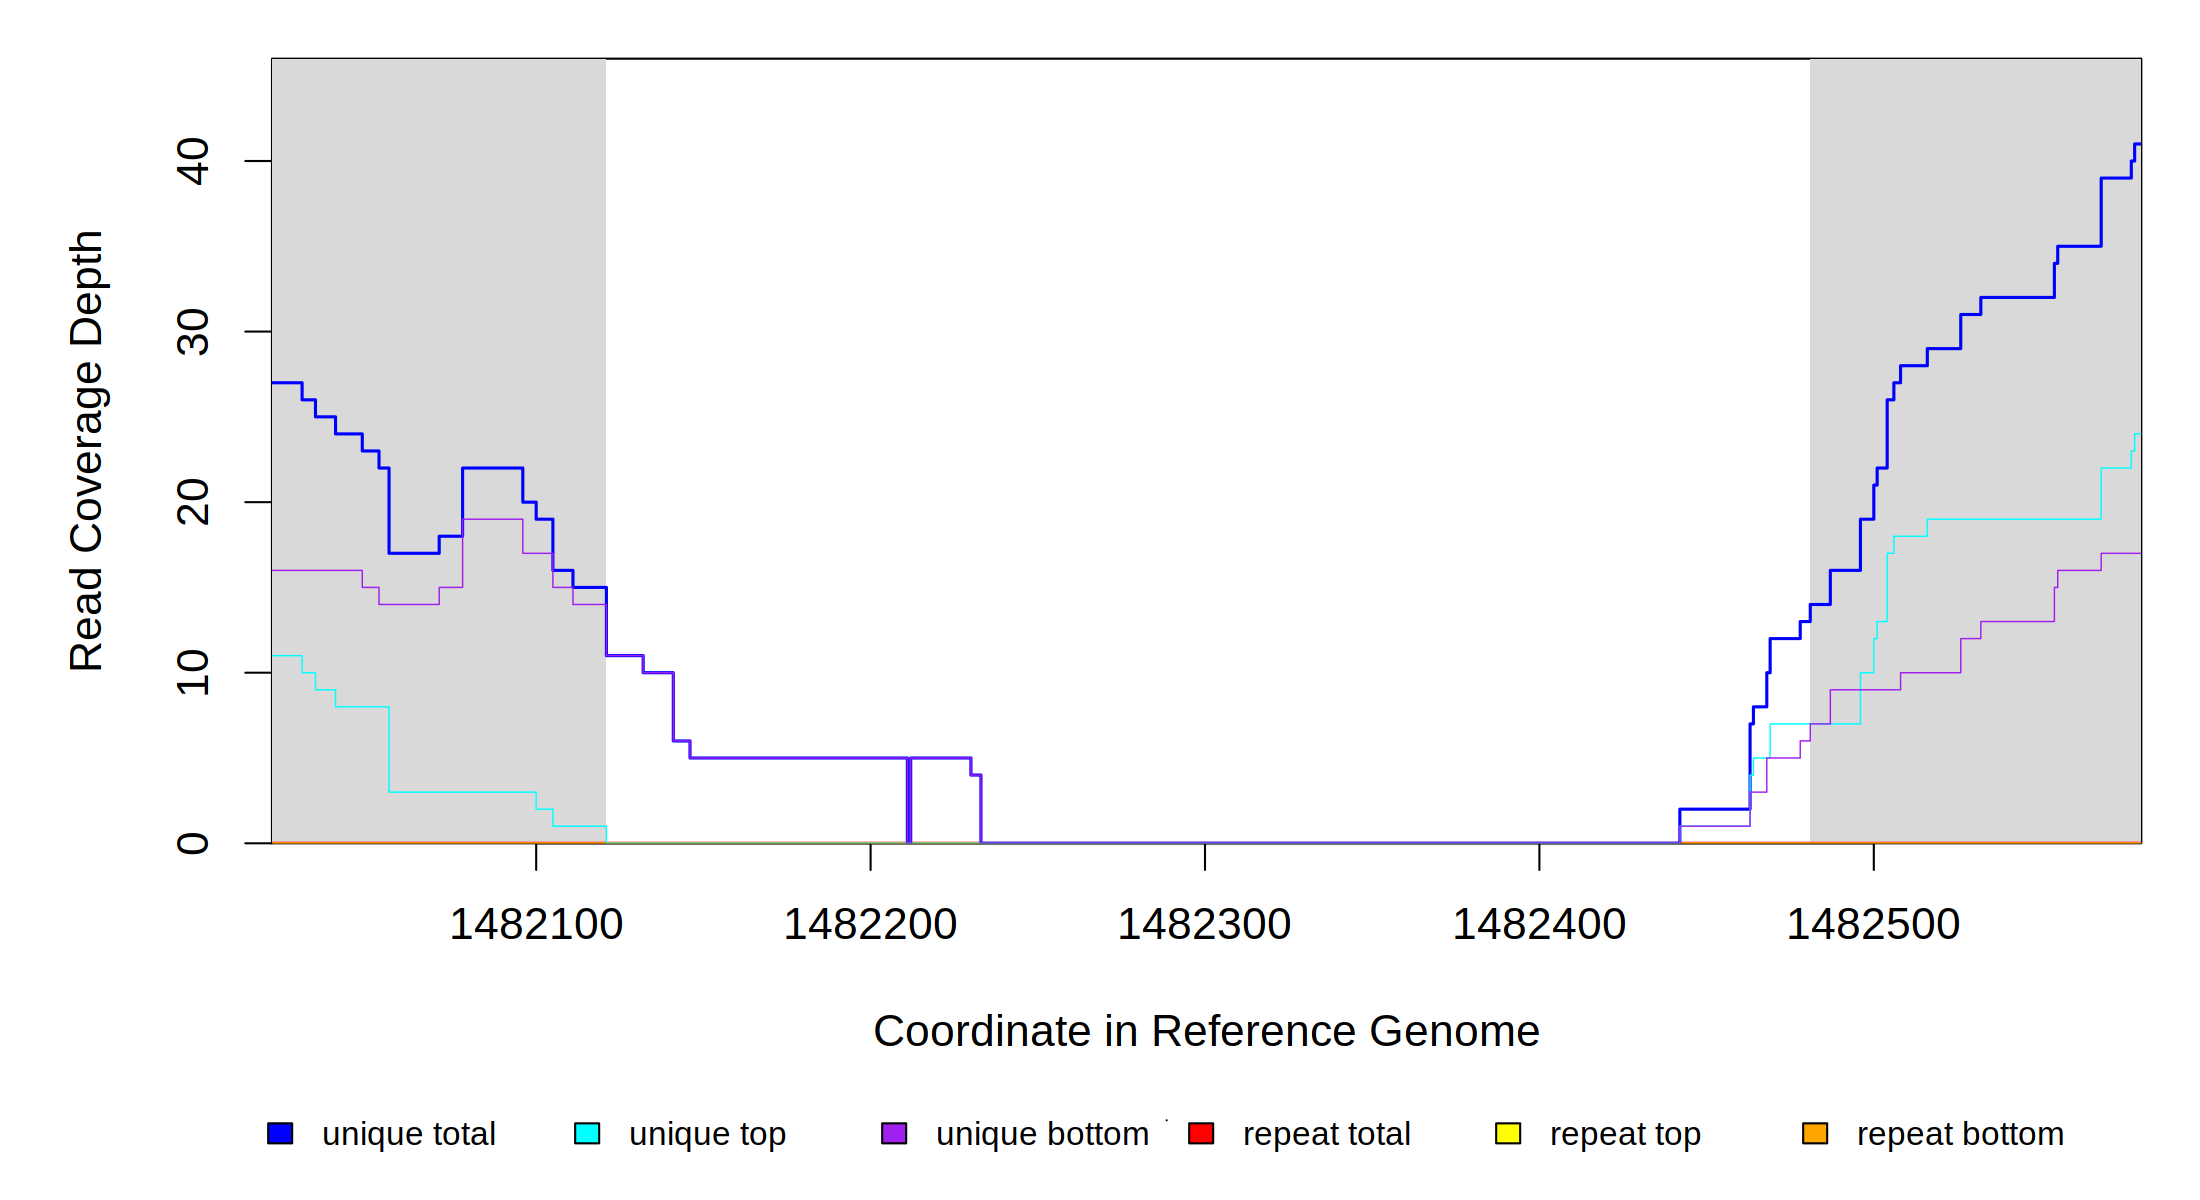 40
30
20
10
0
Read Coverage Depth
1482100 1482200 1482300 1482400 1482500
Coordinate in Reference Genome
unique total unique top unique bottom repeat total repeat top repeat bottom